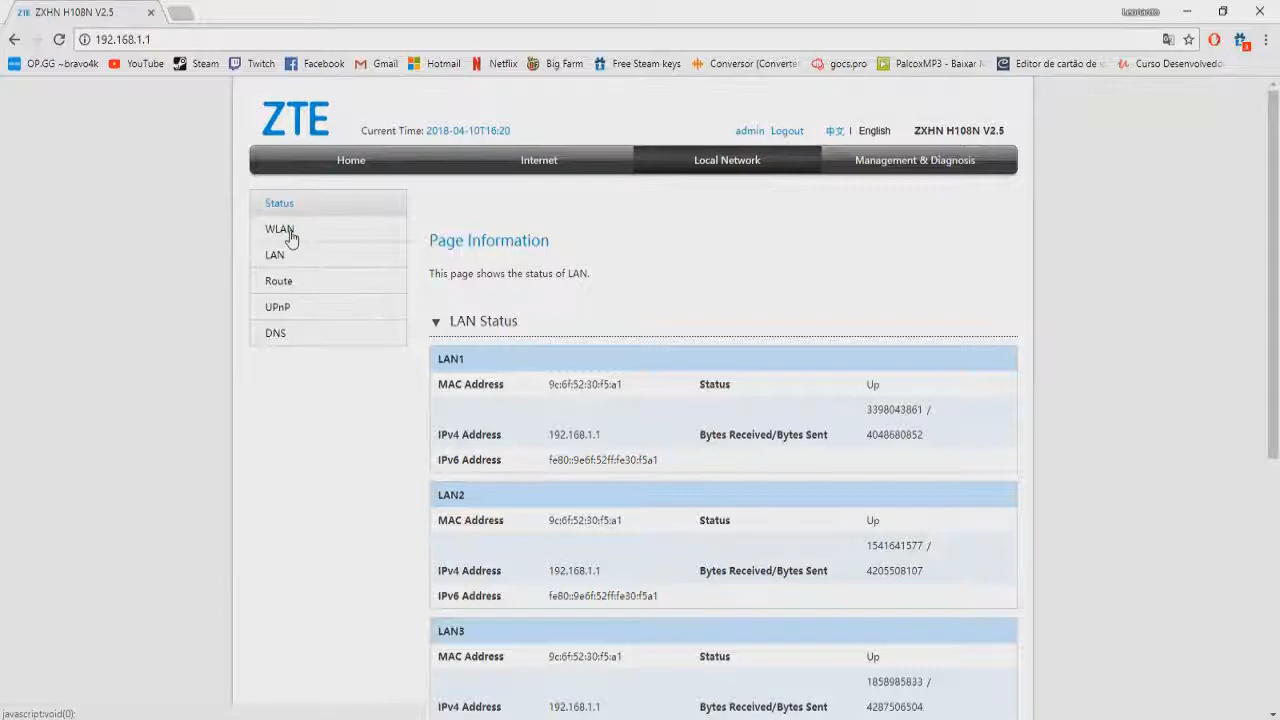 ZTE ZXHN H108N V2.5
Leonardo
192.168.1.1
OP.GG ~bravo4k YouTube Steam Twitch Facebook Gmail Hotmail Netflix Big Farm Free Steam keys Conversor (Converte gocs.pro PalcoxMP3 - Baixar Editor de cartão de Curso Desenvolvedo
ZTE
Current Time: 2018-04-10T16:20
admin Logout 中文 | English ZXHN H108N V2.5
Home Internet Local Network Management & Diagnosis
Status
WLAN
LAN
Route
UPnP
DNS
Page Information
This page shows the status of LAN.
▼ LAN Status
LAN1
MAC Address 9c:6f:52:30:f5:a1 Status Up
3398043861 /
IPv4 Address 192.168.1.1 Bytes Received/Bytes Sent 4048680852
IPv6 Address fe80::9e6f:52ff:fe30:f5a1
LAN2
MAC Address 9c:6f:52:30:f5:a1 Status Up
1541641577 /
IPv4 Address 192.168.1.1 Bytes Received/Bytes Sent 4205508107
IPv6 Address fe80::9e6f:52ff:fe30:f5a1
LAN3
MAC Address 9c:6f:52:30:f5:a1 Status Up
1858985833 /
IPv4 Address 192.168.1.1 Bytes Received/Bytes Sent 4287506504
javascript:void(0);